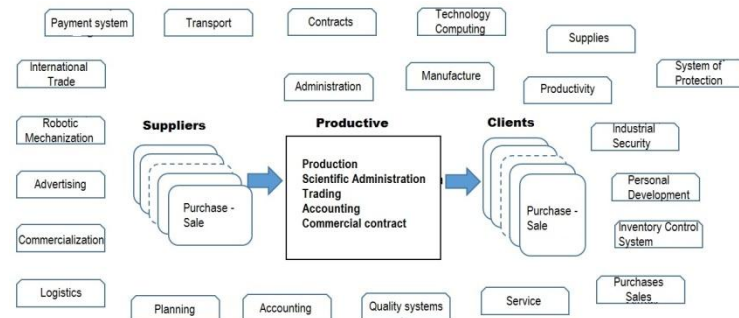 Payment system
Transport
Contracts
Technology
Computing
Supplies
International
Trade
Administration
Manufacture
Productivity
System of
Protection
Robotic
Mechanization
Suppliers
Productive
Clients
Industrial
Security
Production
Scientific Administration
Trading
Accounting
Commercial contract
Advertising
Purchase -
Sale
Purchase -
Sale
Personal
Development
Commercialization
Inventory Control
System
Logistics
Planning
Accounting
Quality systems
Service
Purchases
Sales